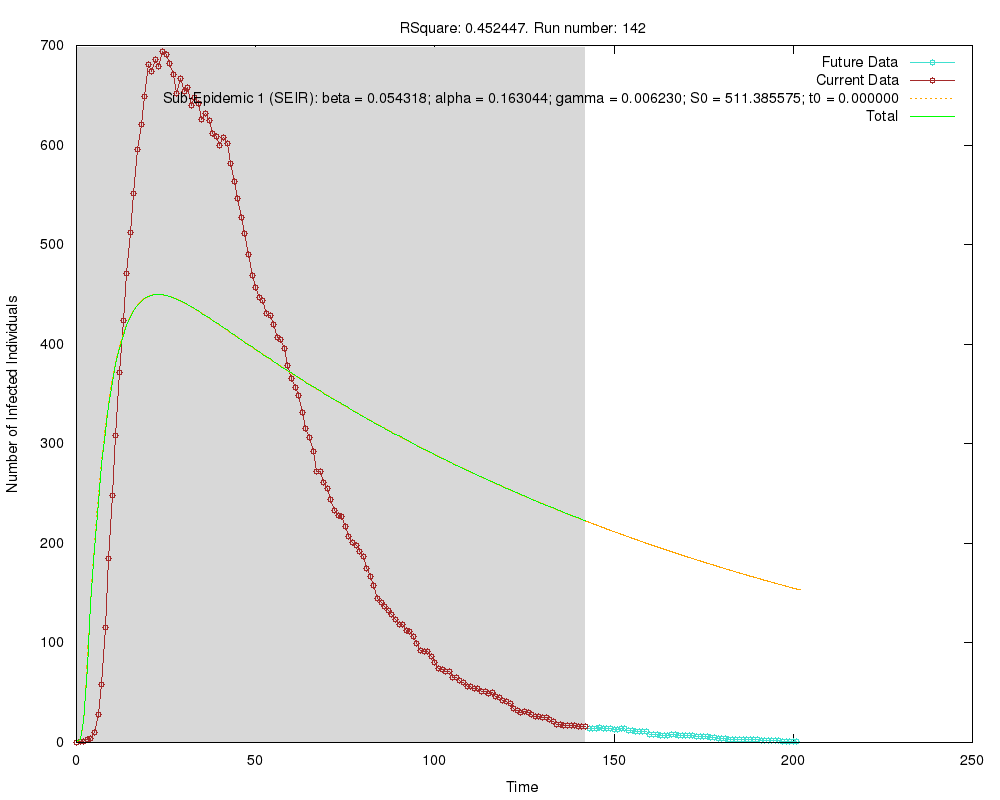 RSquare: 0.452447. Run number: 142
Future Data
Current Data
Sub-Epidemic 1 (SEIR): beta = 0.054318; alpha = 0.163044; gamma = 0.006230; S0 = 511.385575; t0 = 0.000000
Total
700
600
500
400
300
200
100
0
Number of Infected Individuals
0 50 100 150 200 250
Time